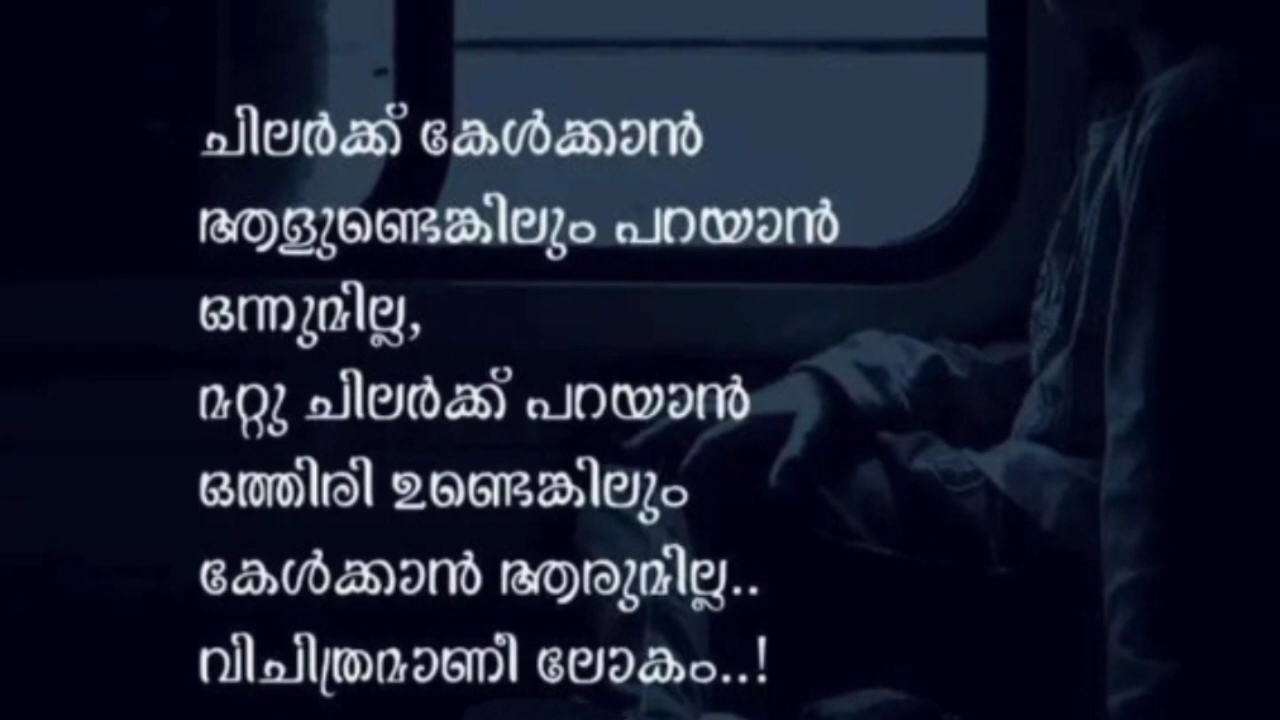 ചിലർക്ക് കേൾക്കാൻ
ആളുണ്ടെങ്കിലും പറയാൻ
ഒന്നുമില്ല,
മറ്റു ചിലർക്ക് പറയാൻ
ഒത്തിരി ഉണ്ടെങ്കിലും
കേൾക്കാൻ ആരുമില്ല..
വിചിത്രമാണീ ലോകം..!